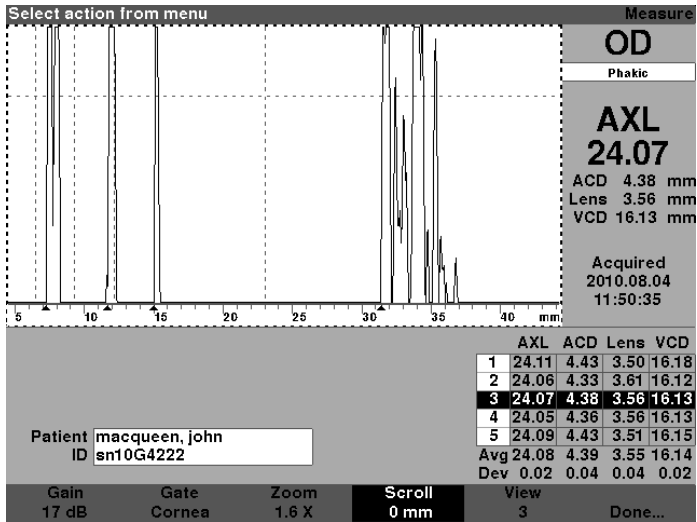 Select action from menu Measure
OD
Phakic
AXL
24.07
ACD 4.38 mm
Lens 3.56 mm
VCD 16.13 mm
Acquired
2010.08.04
11:50:35
5 10 15 20 25 30 35 40 mm
AXL ACD Lens VCD
1 24.11 4.43 3.50 16.18
2 24.06 4.33 3.61 16.12
3 24.07 4.38 3.56 16.13
4 24.05 4.36 3.56 16.13
5 24.09 4.43 3.51 16.15
Avg 24.08 4.39 3.55 16.14
Dev 0.02 0.04 0.04 0.02
Patient macqueen, john
ID sn10G4222
Gain Gate Zoom Scroll View
17 dB Cornea 1.6 X 0 mm 3 Done...